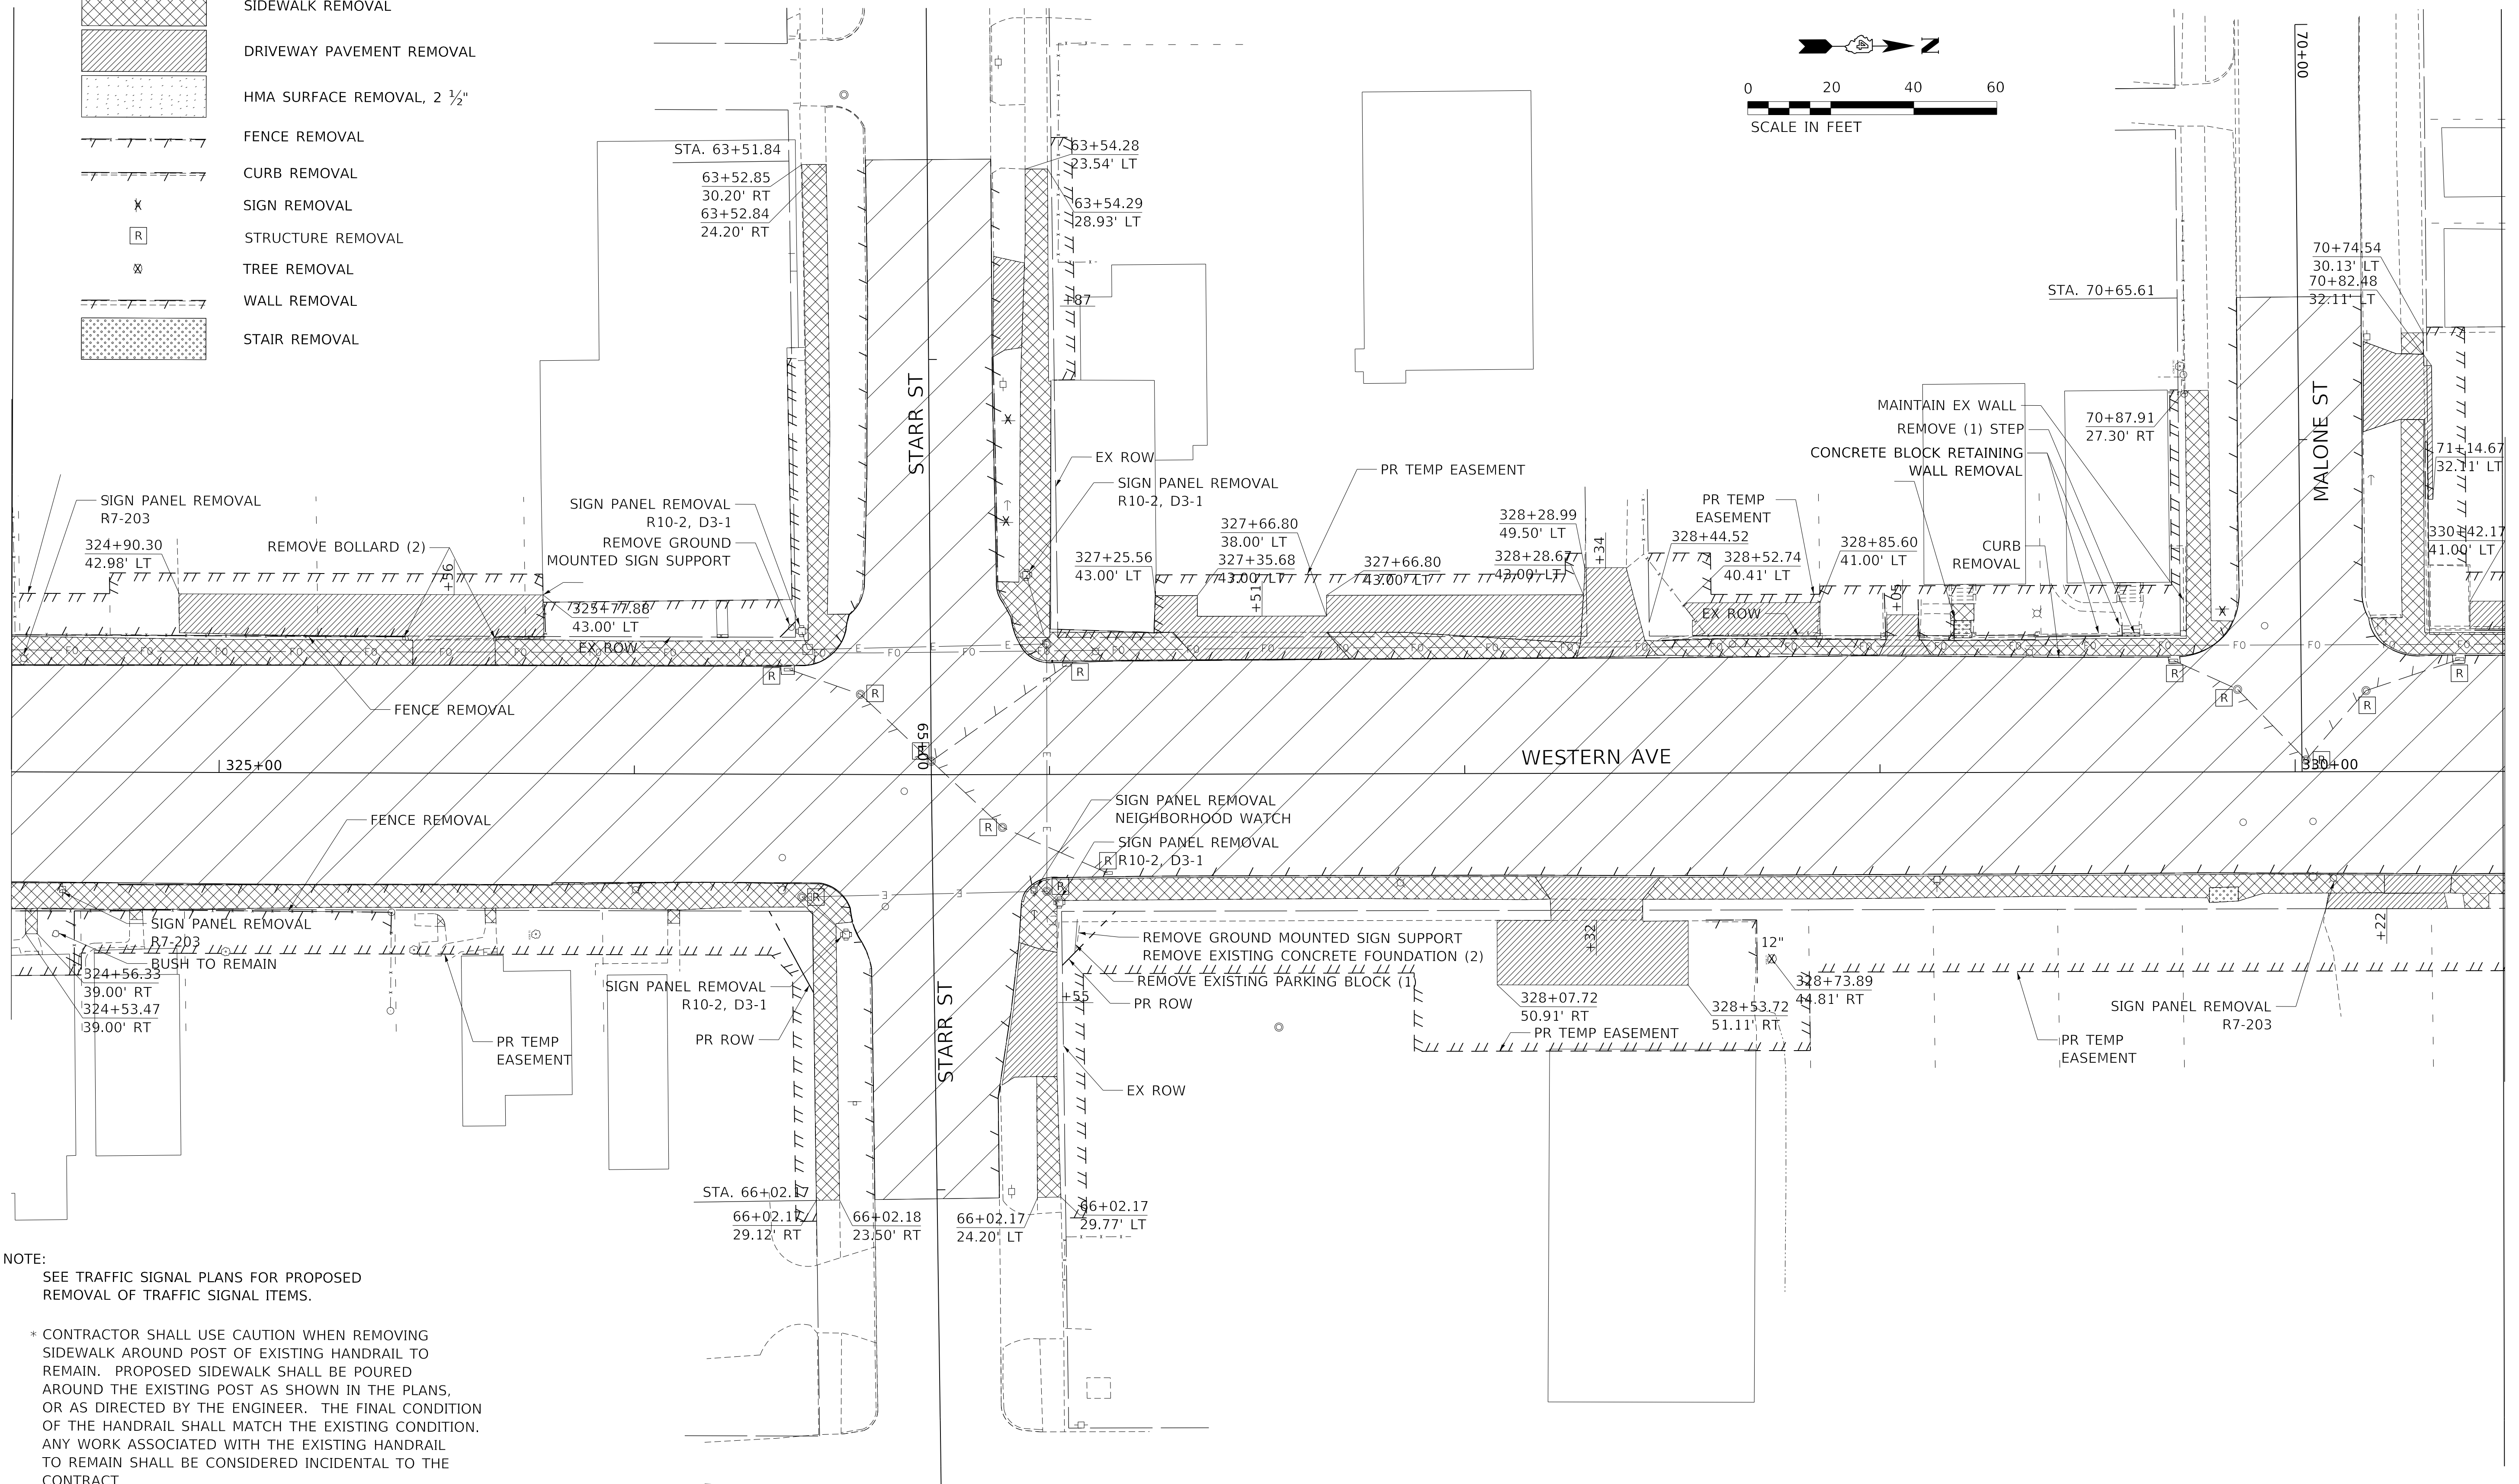 SIDEWALK REMOVAL
DRIVEWAY PAVEMENT REMOVAL
HMA SURFACE REMOVAL, 2 ½"
FENCE REMOVAL
CURB REMOVAL
SIGN REMOVAL
R
STRUCTURE REMOVAL
TREE REMOVAL
WALL REMOVAL
STAIR REMOVAL
N
0 20 40 60
SCALE IN FEET
70+00
STA. 63+51.84
63+52.85
30.20' RT
63+52.84
24.20' RT
63+54.28
23.54' LT
63+54.29
28.93' LT
+87
STARR ST
70+74.54
30.13' LT
70+82.48
32.11' LT
STA. 70+65.61
MALONE ST
MAINTAIN EX WALL
REMOVE (1) STEP
CONCRETE BLOCK RETAINING
WALL REMOVAL
70+87.91
27.30' RT
71+14.67
32.11' LT
330+42.17
41.00' LT
SIGN PANEL REMOVAL
R7-203
324+90.30
42.98' LT
REMOVE BOLLARD (2)
+56
SIGN PANEL REMOVAL
R10-2, D3-1
REMOVE GROUND
MOUNTED SIGN SUPPORT
325+77.88
43.00' LT
EX ROW
EX ROW
SIGN PANEL REMOVAL
R10-2, D3-1
PR TEMP EASEMENT
327+25.56
43.00' LT
327+66.80
38.00' LT
327+35.68
43.00' LT
+51
327+66.80
43.00' LT
328+28.99
49.50' LT
328+28.67
43.00' LT
+34
PR TEMP
EASEMENT
328+44.52
328+52.74
40.41' LT
328+85.60
41.00' LT
EX ROW
+05
CURB
REMOVAL
FO FO FO FO FO FO FO FO FO FO FO E E E
R R R R R R R R R
FENCE REMOVAL
65+00
325+00
WESTERN AVE
330+00
FENCE REMOVAL
SIGN PANEL REMOVAL
NEIGHBORHOOD WATCH
SIGN PANEL REMOVAL
R10-2, D3-1
R R R R
E E E E
SIGN PANEL REMOVAL
R7-203
BUSH TO REMAIN
324+56.33
39.00' RT
324+53.47
39.00' RT
PR TEMP
EASEMENT
SIGN PANEL REMOVAL
R10-2, D3-1
PR ROW
STARR ST
REMOVE GROUND MOUNTED SIGN SUPPORT
REMOVE EXISTING CONCRETE FOUNDATION (2)
REMOVE EXISTING PARKING BLOCK (1)
+55
PR ROW
EX ROW
+32
328+07.72
50.91' RT
PR TEMP EASEMENT
328+53.72
51.11' RT
12"
328+73.89
44.81' RT
+22
SIGN PANEL REMOVAL
R7-203
PR TEMP
EASEMENT
STA. 66+02.17
66+02.17
29.12' RT
66+02.18
23.50' RT
66+02.17
24.20' LT
66+02.17
29.77' LT
NOTE:
SEE TRAFFIC SIGNAL PLANS FOR PROPOSED
REMOVAL OF TRAFFIC SIGNAL ITEMS.
* CONTRACTOR SHALL USE CAUTION WHEN REMOVING
SIDEWALK AROUND POST OF EXISTING HANDRAIL TO
REMAIN. PROPOSED SIDEWALK SHALL BE POURED
AROUND THE EXISTING POST AS SHOWN IN THE PLANS,
OR AS DIRECTED BY THE ENGINEER. THE FINAL CONDITION
OF THE HANDRAIL SHALL MATCH THE EXISTING CONDITION.
ANY WORK ASSOCIATED WITH THE EXISTING HANDRAIL
TO REMAIN SHALL BE CONSIDERED INCIDENTAL TO THE
CONTRACT